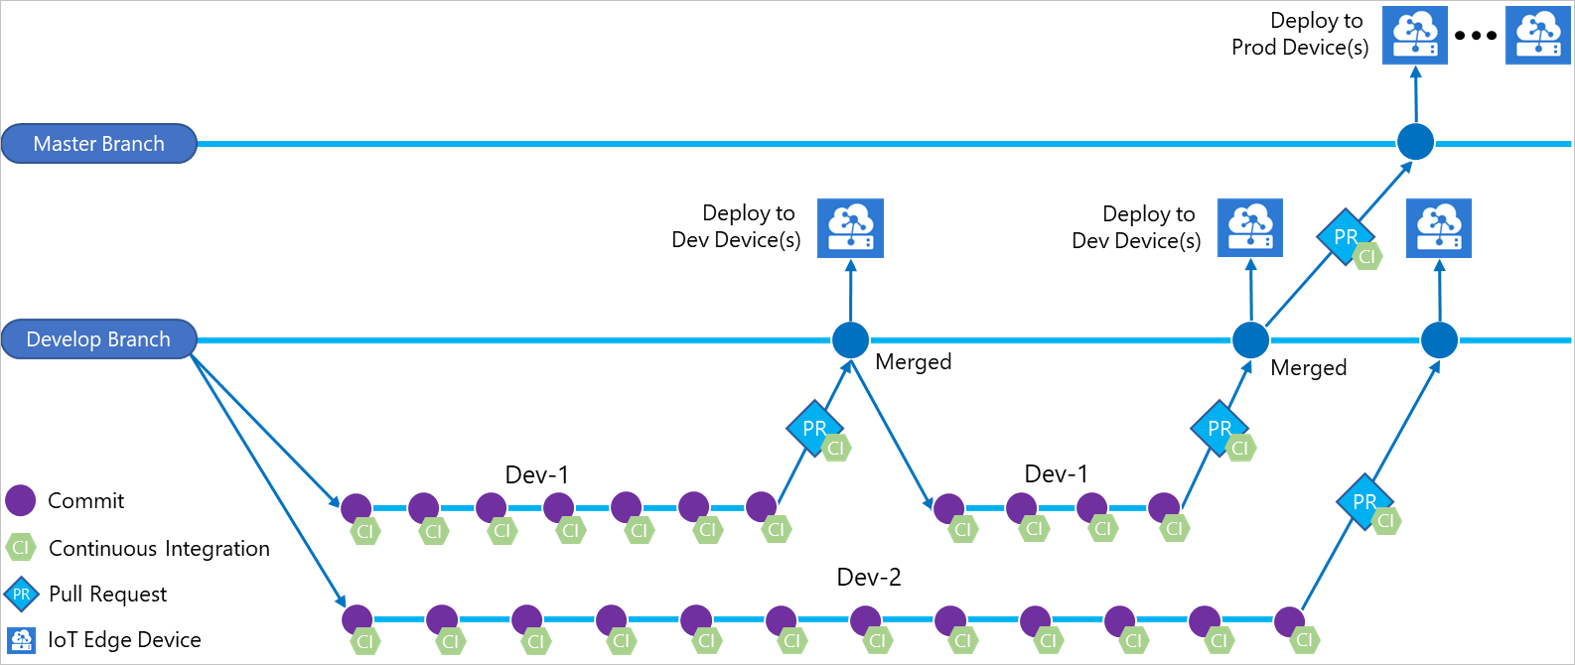 Deploy to
Prod Device(s)
Master Branch
Deploy to
Dev Device(s)
Deploy to
Dev Device(s)
PR
CI
Develop Branch
Merged
Merged
PR
CI
PR
CI
Dev-1
Dev-1
PR
CI
Commit
CI
CI
CI
CI
CI
CI
CI
CI
CI
CI
CI
CI Continuous Integration
Dev-2
PR Pull Request
CI
CI
CI
CI
CI
CI
CI
CI
CI
CI
CI
CI
IoT Edge Device